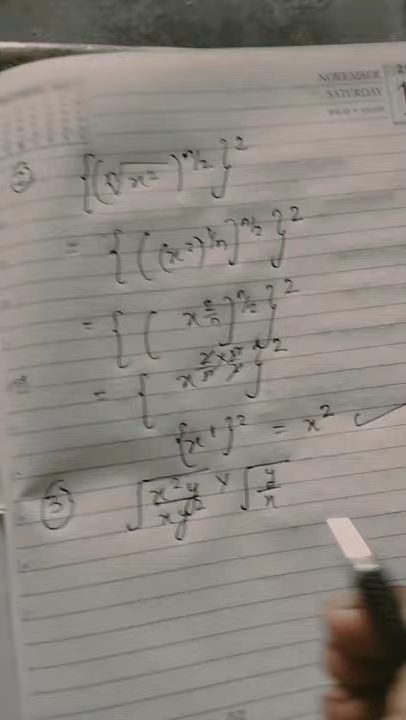 NOVEMBER
SATURDAY
② {(ⁿ√x²)^n/2}²
= {((x²)^1/n)^n/2}²
= {(x^2/n)^n/2}²
= {x^2/n × n/2}²
{x¹}² = x² ✓
③ √(x²y/xy²) × √(y/x)